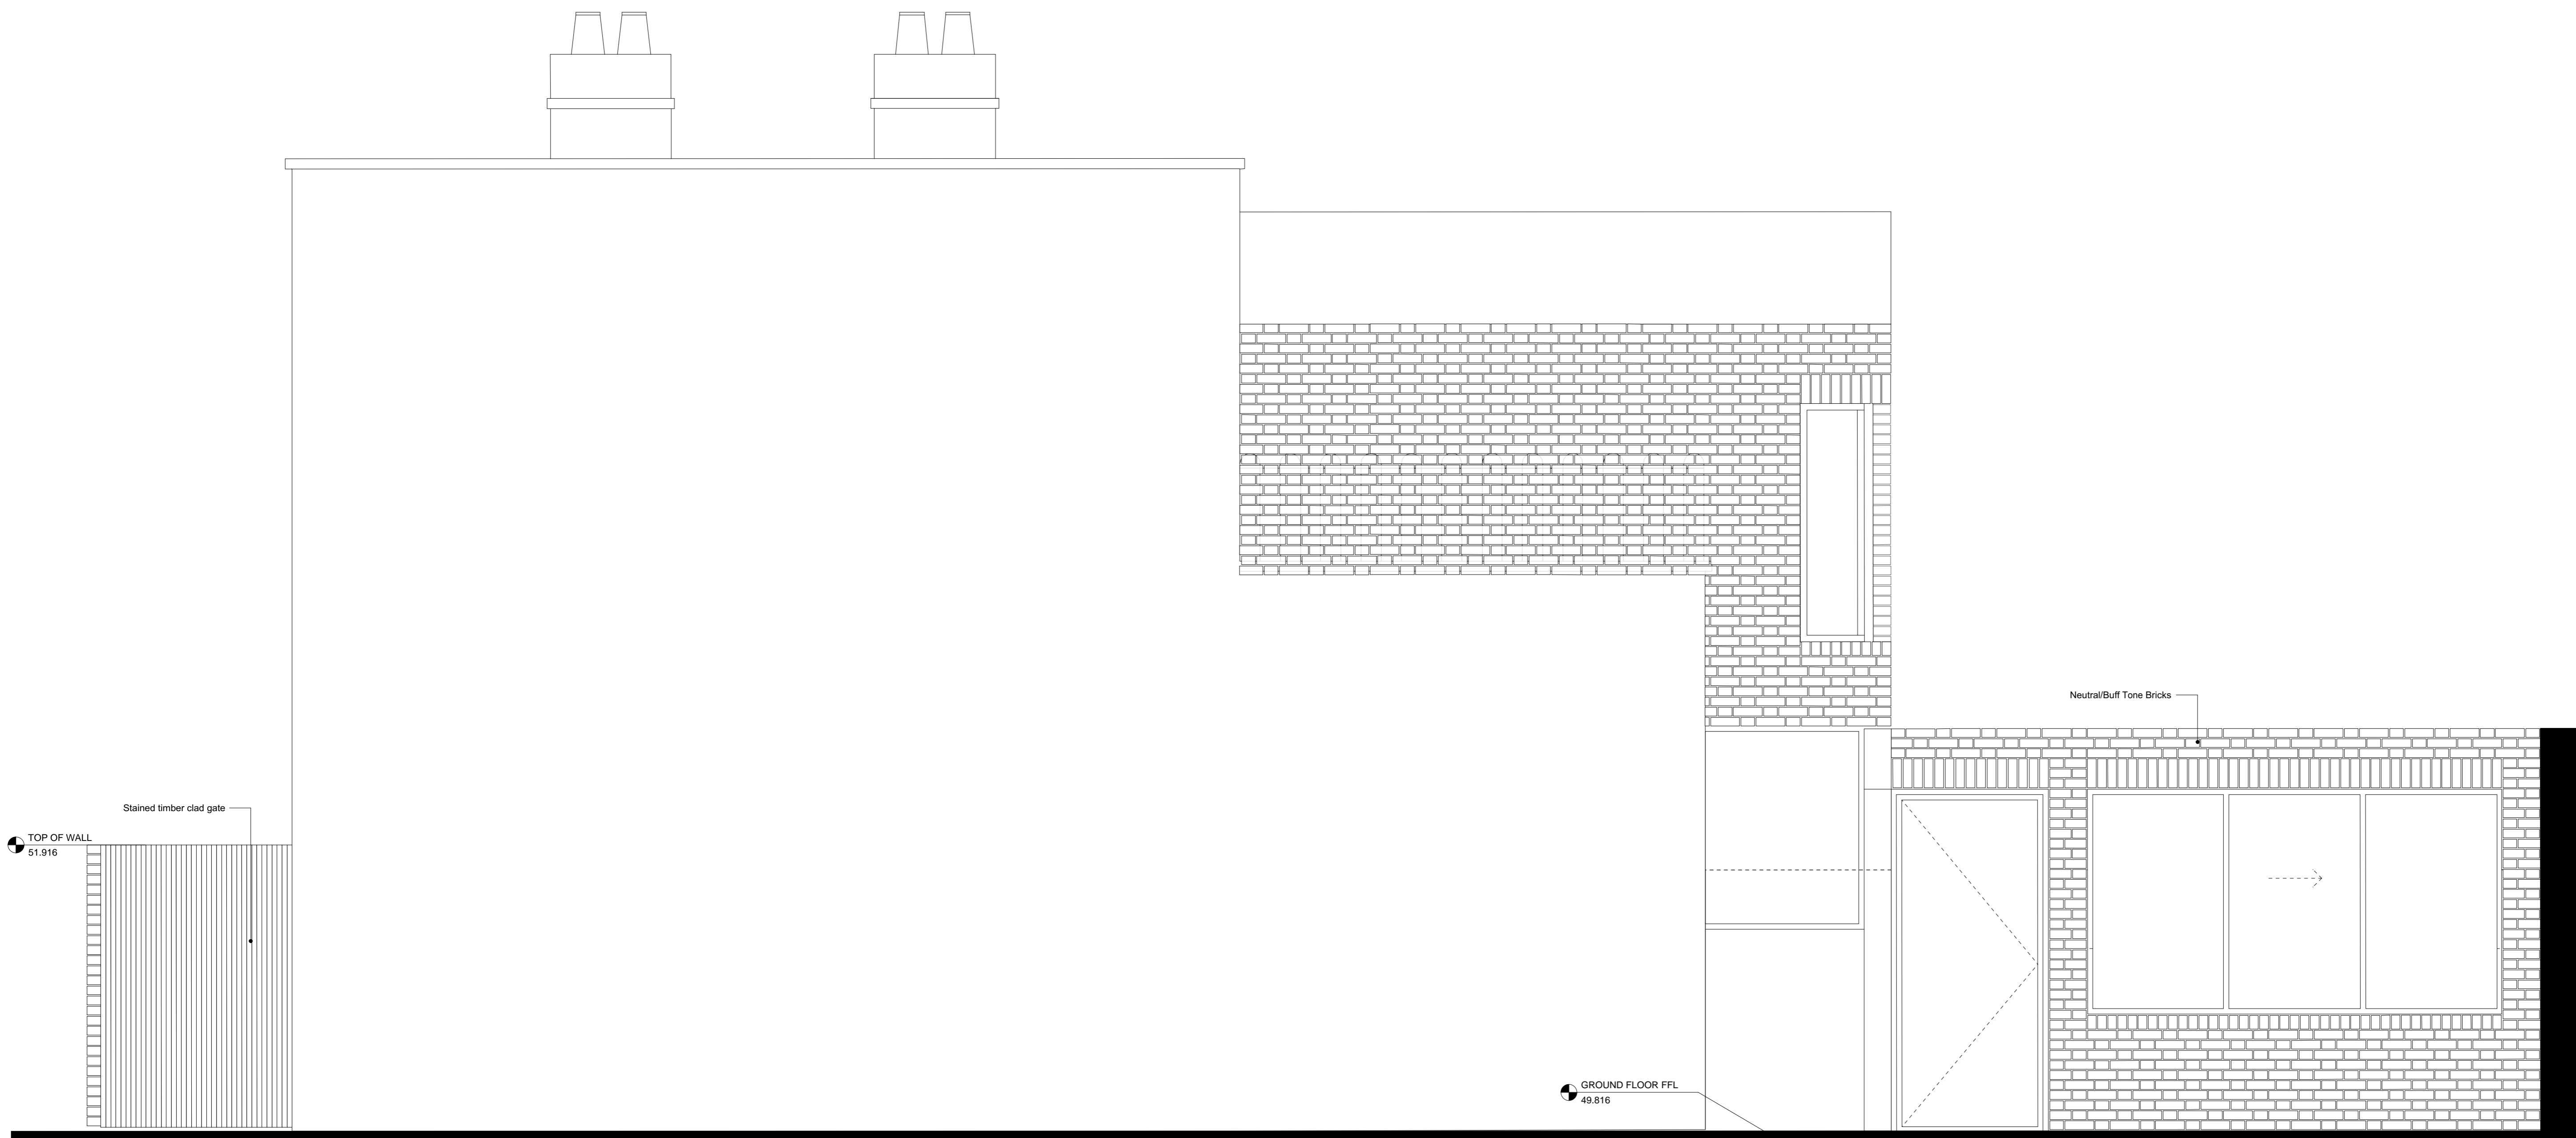 Neutral/Buff Tone Bricks
Stained timber clad gate
TOP OF WALL
51.916
GROUND FLOOR FFL
49.816